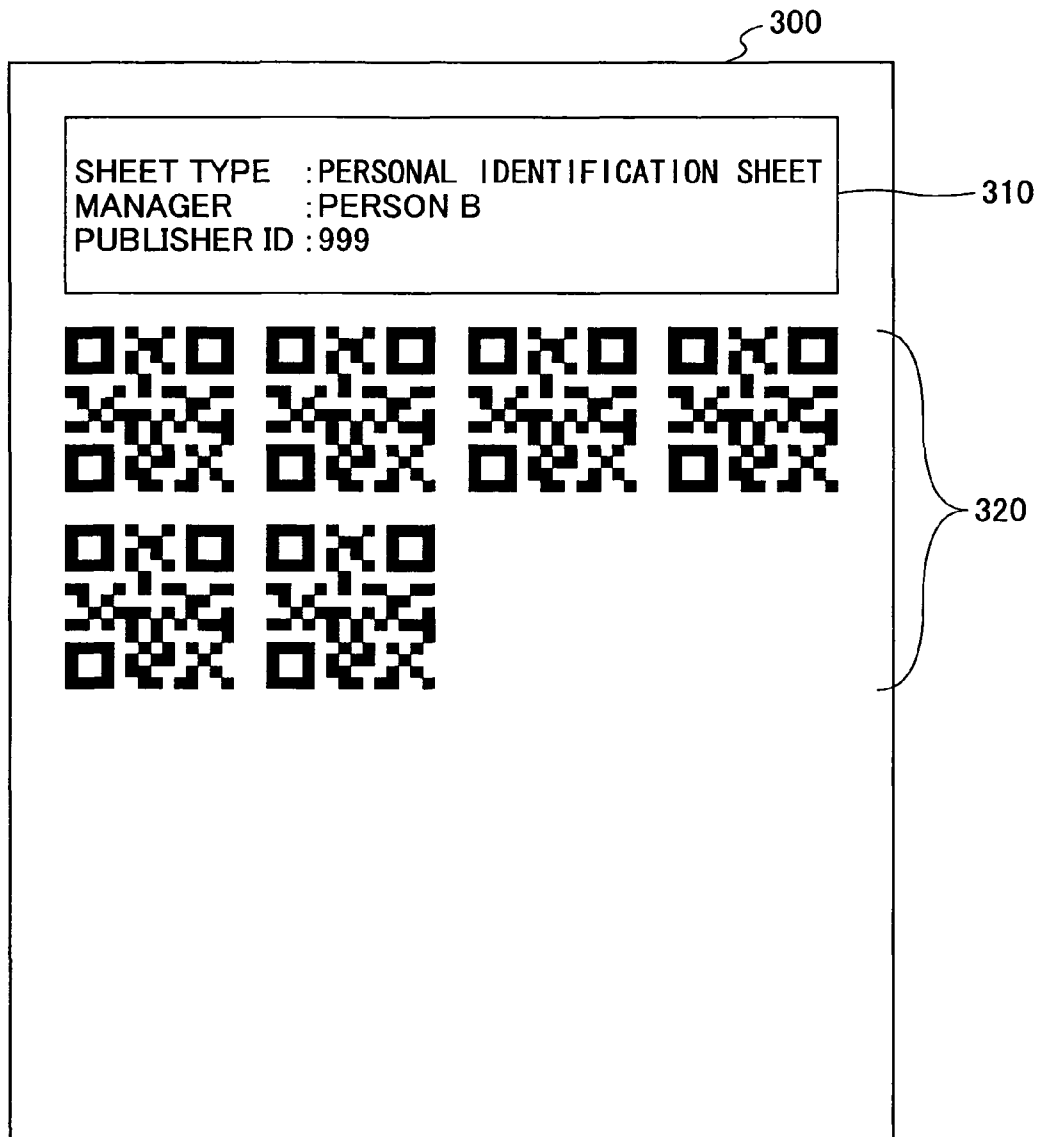 300
SHEET TYPE :PERSONAL IDENTIFICATION SHEET
MANAGER :PERSON B
PUBLISHER ID :999
310
320